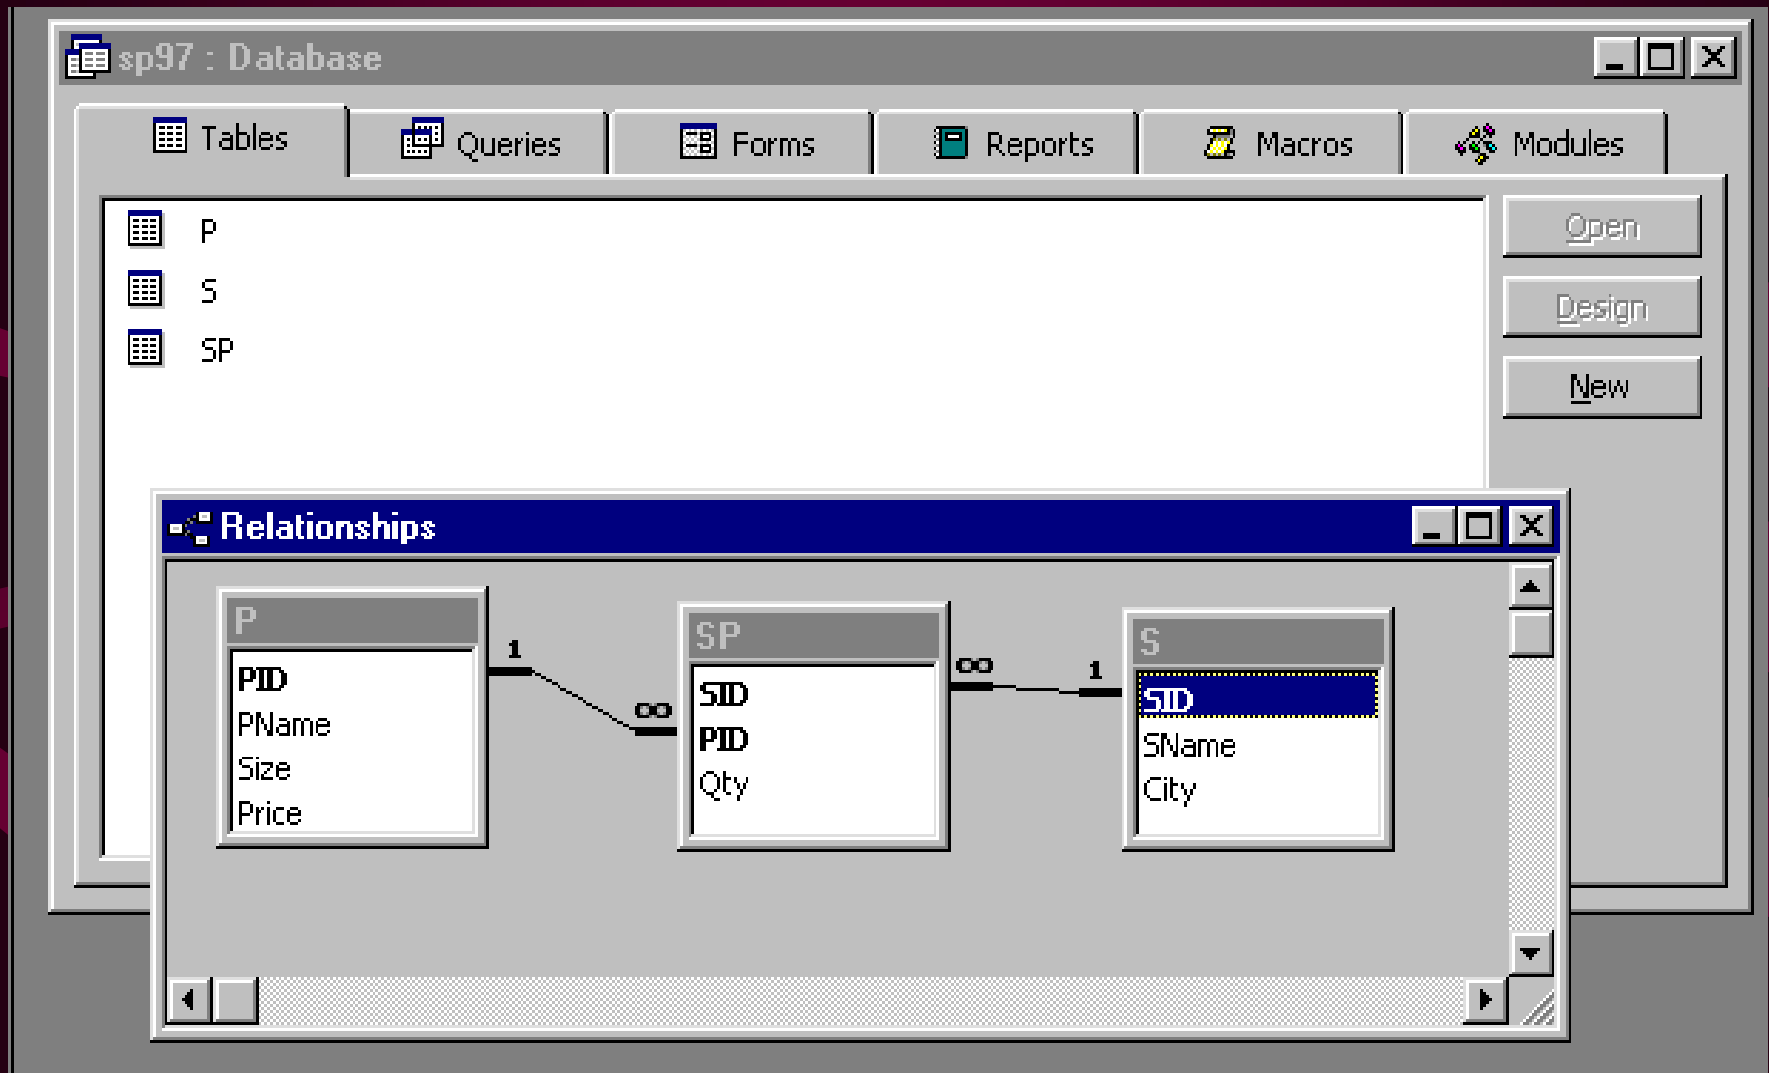 sp97 : Database
Tables Queries Forms Reports Macros Modules
P
S
SP
Open
Design
New
Relationships
P
PID
PName
Size
Price
1
∞
SP
SID
PID
Qty
∞
1
S
SID
SName
City